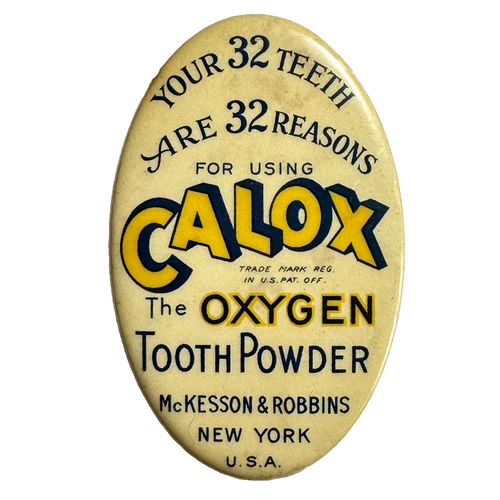 YOUR 32 TEETH
ARE 32 REASONS
FOR USING
CALOX
TRADE MARK REG.
IN U.S. PAT. OFF.
The OXYGEN
TOOTH POWDER
McKESSON & ROBBINS
NEW YORK
U.S.A.